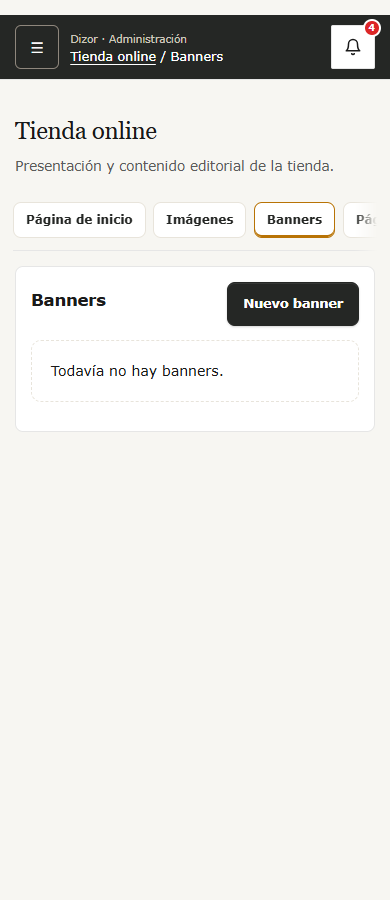 ☰
Dizor · Administración
Tienda online / Banners
4
Tienda online
Presentación y contenido editorial de la tienda.
Página de inicio
Imágenes
Banners
Banners
Nuevo banner
Todavía no hay banners.